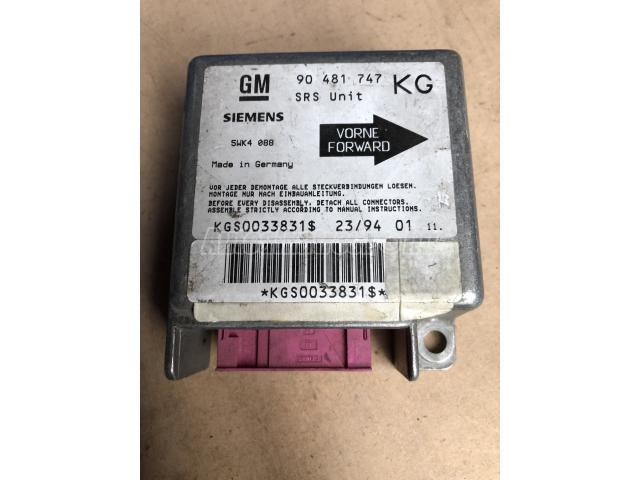 GM 90 481 747 KG
SRS Unit
SIEMENS
5WK4 088
VORNE
FORWARD
Made in Germany
VOR JEDER DEMONTAGE ALLE STECKVERBINDUNGEN LOESEN.
MONTAGE NUR NACH EINBAUANLEITUNG.
BEFORE EVERY DISASSEMBLY, DETACH ALL CONNECTORS.
ASSEMBLE STRICTLY ACCORDING TO MANUAL INSTRUCTIONS.
KGS0033831$ 23/94 01 11.
*KGS0033831$*